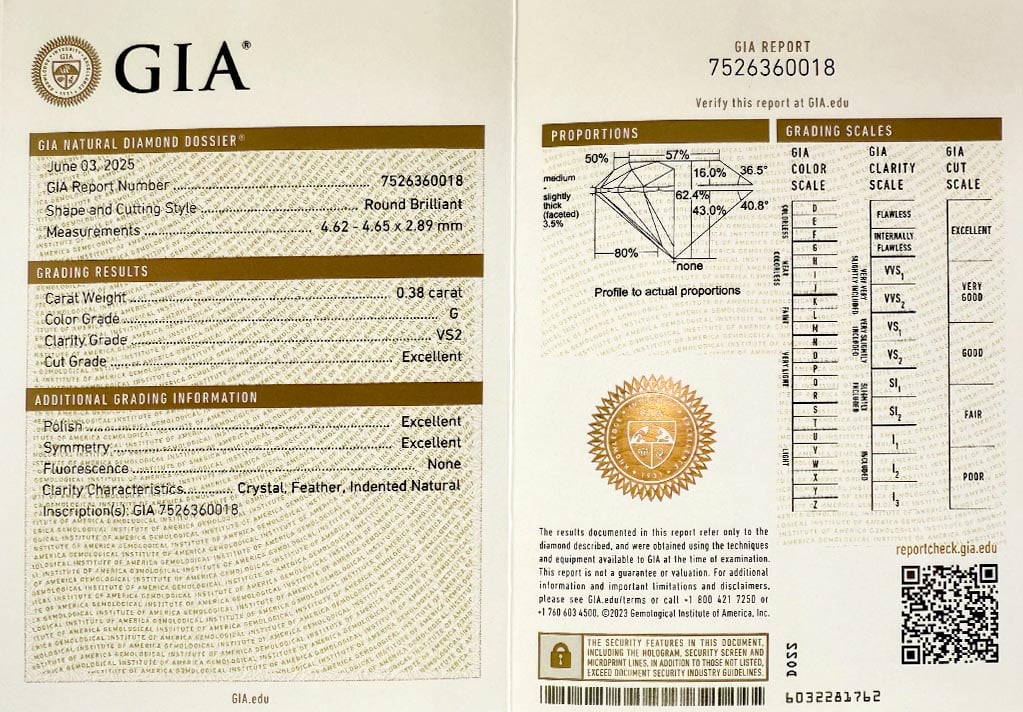 GIA®
GIA NATURAL DIAMOND DOSSIER®
June 03, 2025
GIA Report Number 7526360018
Shape and Cutting Style Round Brilliant
Measurements 4.62 - 4.65 x 2.89 mm
GRADING RESULTS
Carat Weight 0.38 carat
Color Grade G
Clarity Grade VS2
Cut Grade Excellent
ADDITIONAL GRADING INFORMATION
Polish Excellent
Symmetry Excellent
Fluorescence None
Clarity Characteristics Crystal, Feather, Indented Natural
Inscription(s): GIA 7526360018
GIA.edu
GIA REPORT
7526360018
Verify this report at GIA.edu
PROPORTIONS
50%
57%
medium
-
slightly
thick
(faceted)
3.5%
16.0%
36.5°
62.4%
43.0%
40.8°
80%
none
Profile to actual proportions
GRADING SCALES
GIA
COLOR
SCALE
COLORLESS
NEAR
COLORLESS
FAINT
VERY LIGHT
LIGHT
D
E
F
G
H
I
J
K
L
M
N
O
P
Q
R
S
T
U
V
W
X
Y
Z
GIA
CLARITY
SCALE
FLAWLESS
INTERNALLY
FLAWLESS
VERY VERY
SLIGHTLY INCLUDED
VVS1
VVS2
VERY SLIGHTLY
INCLUDED
VS1
VS2
SLIGHTLY
INCLUDED
SI1
SI2
INCLUDED
I1
I2
I3
GIA
CUT
SCALE
EXCELLENT
VERY
GOOD
GOOD
FAIR
POOR
The results documented in this report refer only to the
diamond described, and were obtained using the techniques
and equipment available to GIA at the time of examination.
This report is not a guarantee or valuation. For additional
information and important limitations and disclaimers,
please see GIA.edu/terms or call +1 800 421 7250 or
+1 760 603 4500. ©2023 Gemological Institute of America, Inc.
THE SECURITY FEATURES IN THIS DOCUMENT,
INCLUDING THE HOLOGRAM, SECURITY SCREEN AND
MICROPRINT LINES, IN ADDITION TO THOSE NOT LISTED,
EXCEED DOCUMENT SECURITY INDUSTRY GUIDELINES.
reportcheck.gia.edu
D022
6032281762